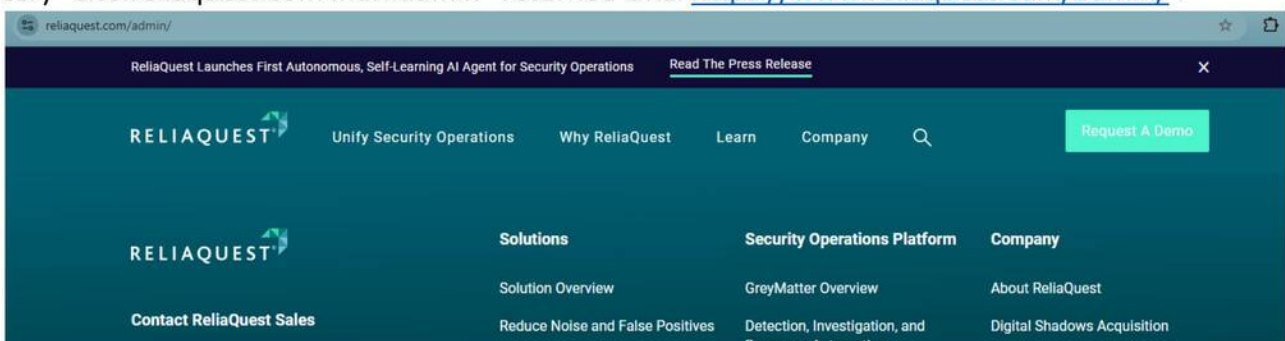 reliaquest.com/admin/
ReliaQuest Launches First Autonomous, Self-Learning AI Agent for Security Operations Read The Press Release
RELIAQUEST Unify Security Operations Why ReliaQuest Learn Company Request A Demo
RELIAQUEST Solutions Security Operations Platform Company
Solution Overview GreyMatter Overview About ReliaQuest
Contact ReliaQuest Sales Reduce Noise and False Positives Detection, Investigation, and Digital Shadows Acquisition